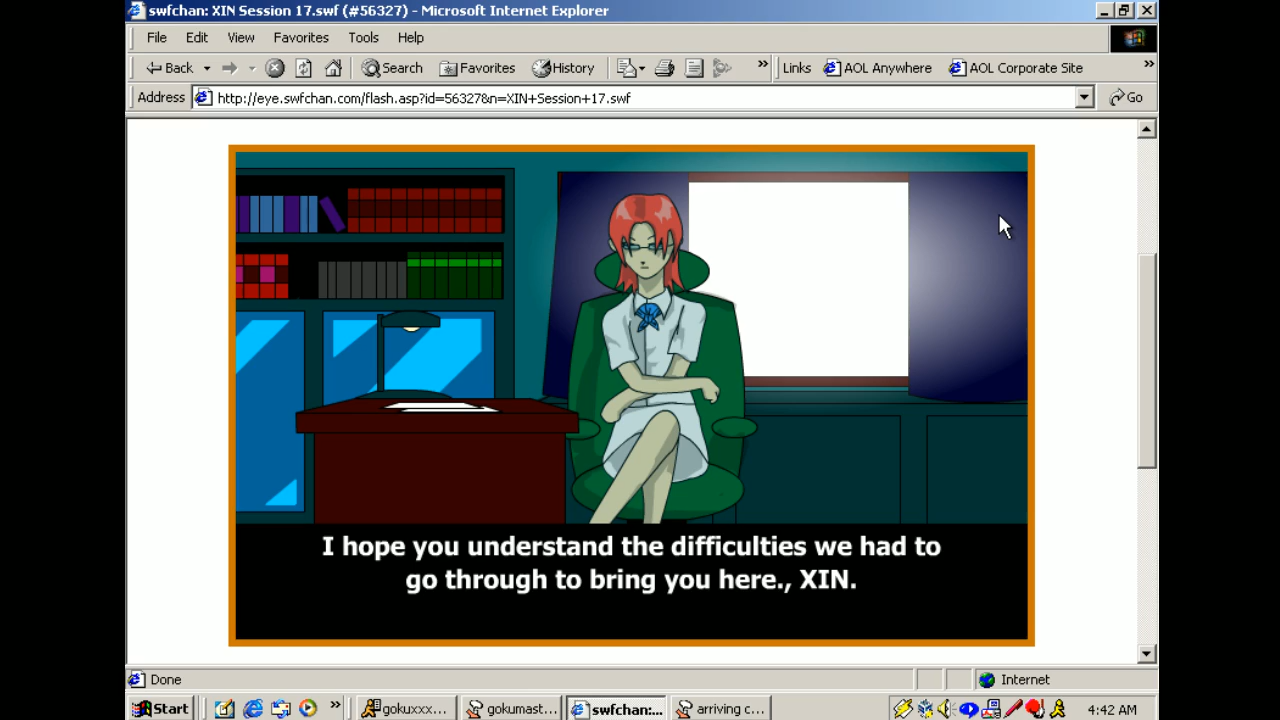 swfchan: XIN Session 17.swf (#56327) - Microsoft Internet Explorer
File Edit View Favorites Tools Help
Back Search Favorites History » Links AOL Anywhere AOL Corporate Site »
Address http://eye.swfchan.com/flash.asp?id=56327&n=XIN+Session+17.swf Go
I hope you understand the difficulties we had to
go through to bring you here., XIN.
Done Internet
Start » gokuxxx... gokumast... swfchan:... arriving c... 4:42 AM